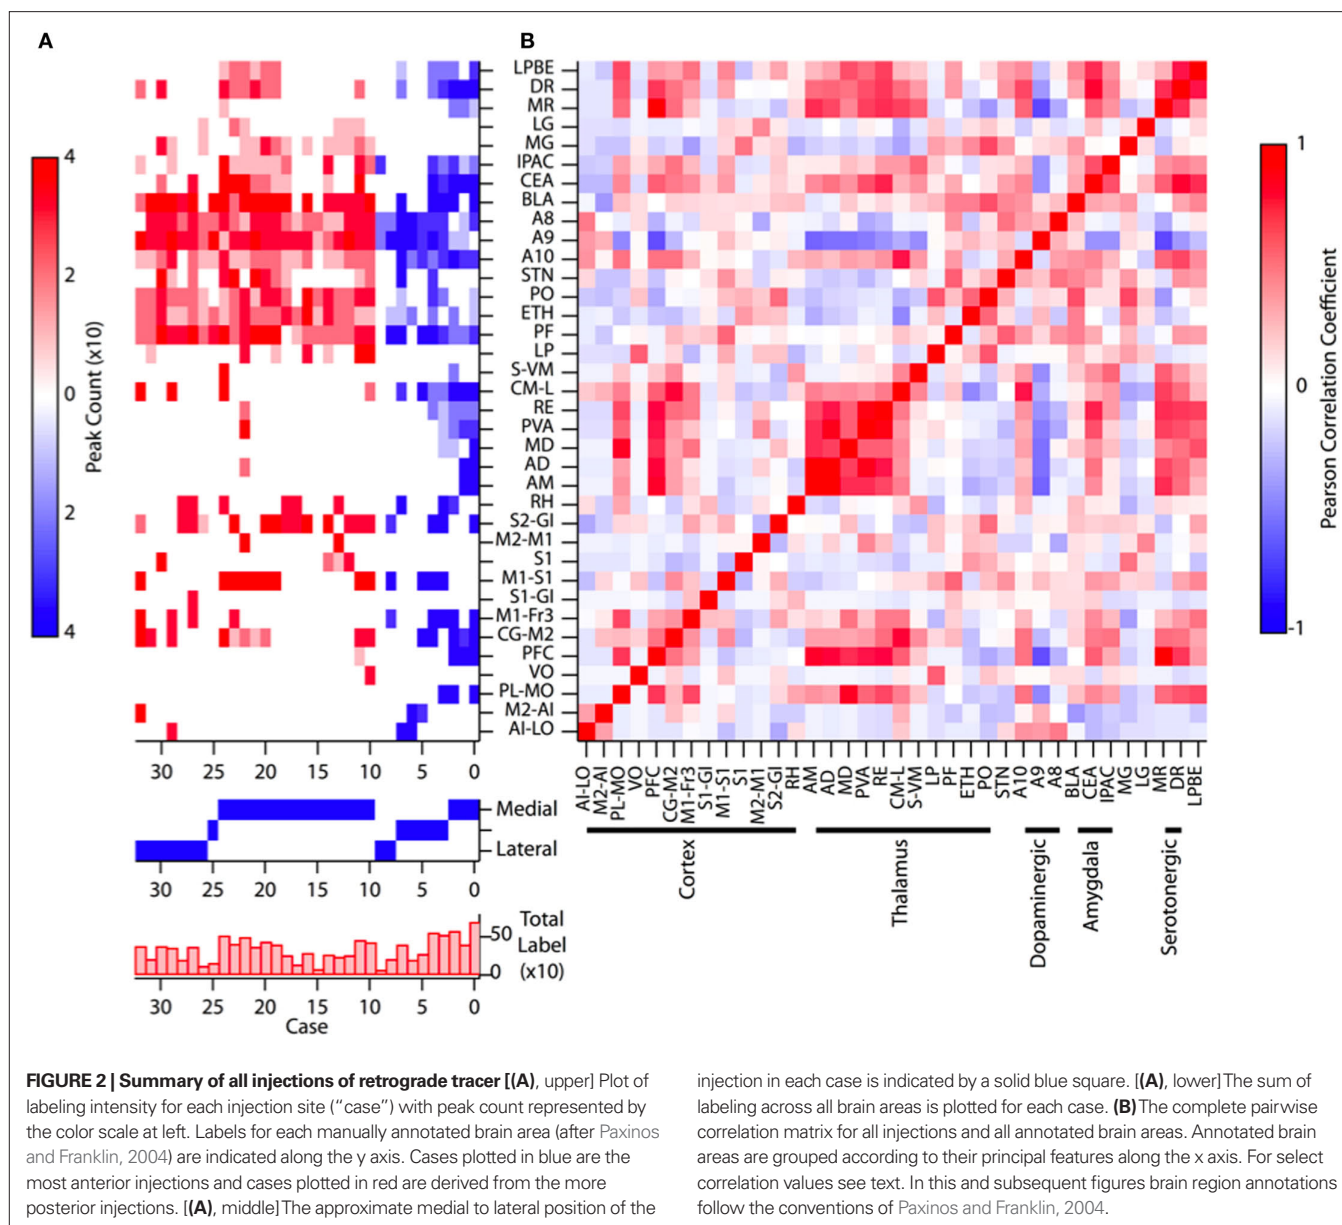 A
B
4
2
0
2
4
Peak Count (x10)
LPBE
DR
MR
LG
MG
IPAC
CEA
BLA
A8
A9
A10
STN
PO
ETH
PF
LP
S-VM
CM-L
RE
PVA
MD
AD
AM
RH
S2-GI
M2-M1
S1
M1-S1
S1-GI
M1-Fr3
CG-M2
PFC
VO
PL-MO
M2-AI
AI-LO
30 25 20 15 10 5 0
Case
Medial
Lateral
30 25 20 15 10 5 0
50
0
Total
Label
(x10)
30 25 20 15 10 5 0
Case
AI-LO
M2-AI
PL-MO
VO
PFC
CG-M2
M1-Fr3
S1-GI
M1-S1
S1
M2-M1
S2-GI
RH
AM
AD
MD
PVA
RE
CM-L
S-VM
LP
PF
ETH
PO
STN
A10
A9
A8
BLA
CEA
IPAC
MG
LG
MR
DR
LPBE
Cortex
Thalamus
Dopaminergic
Amygdala
Serotonergic
1
0
-1
Pearson Correlation Coefficient
FIGURE 2 | Summary of all injections of retrograde tracer [(A), upper] Plot of
labeling intensity for each injection site (“case”) with peak count represented by
the color scale at left. Labels for each manually annotated brain area (after Paxinos
and Franklin, 2004) are indicated along the y axis. Cases plotted in blue are the
most anterior injections and cases plotted in red are derived from the more
posterior injections. [(A), middle] The approximate medial to lateral position of the
injection in each case is indicated by a solid blue square. [(A), lower] The sum of
labeling across all brain areas is plotted for each case. (B) The complete pairwise
correlation matrix for all injections and all annotated brain areas. Annotated brain
areas are grouped according to their principal features along the x axis. For select
correlation values see text. In this and subsequent figures brain region annotations
follow the conventions of Paxinos and Franklin, 2004.